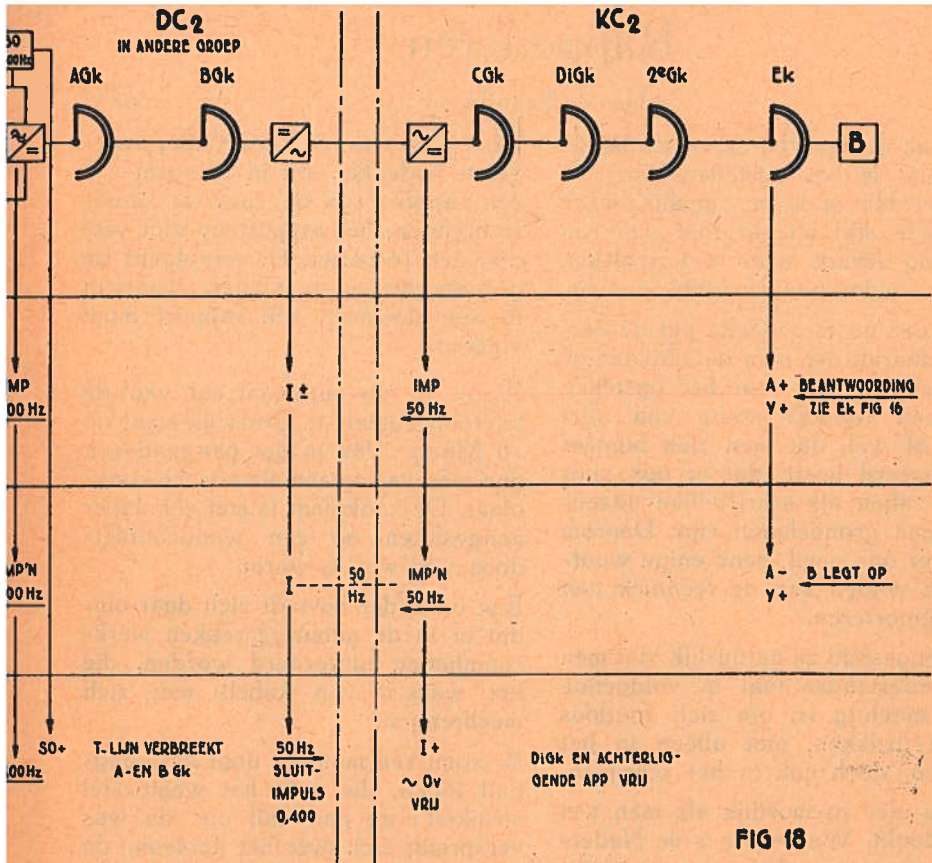 DC2
KC2
IN ANDERE GROEP
AGk
BGk
CGk
DiGk
2eGk
Ek
B
IMP
I ±
IMP
50 Hz
A +
Y +
BEANTWOORDING
ZIE Ek FIG 16
I
50
Hz
IMP'N
50 Hz
A -
Y +
B LEGT OP
SO+
T-LIJN VERBREEKT
A-EN B Gk
50 Hz
SLUIT-
IMPULS
0,400
I +
~ Ov
VRIJ
DiGk EN ACHTERLIG-
GENDE APP VRIJ
FIG 18